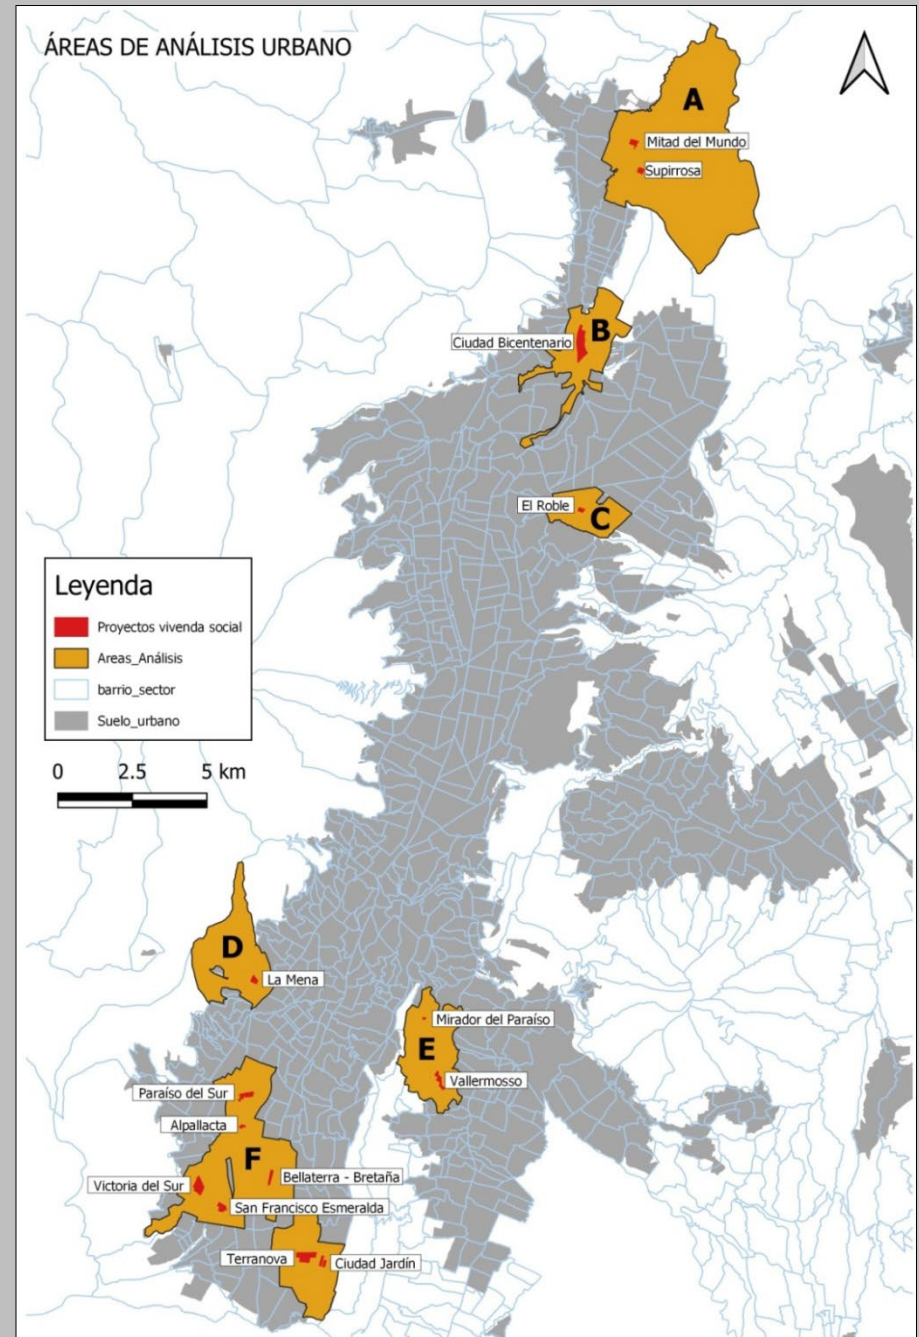 ÁREAS DE ANÁLISIS URBANO
A
Mitad del Mundo
Supirrosa
B
Ciudad Bicentenario
El Roble
C
Leyenda
Proyectos vivenda social
Areas_Análisis
barrio_sector
Suelo_urbano
0 2.5 5 km
D
La Mena
Mirador del Paraíso
E
Vallermosso
Paraíso del Sur
Alpallacta
F
Bellaterra - Bretaña
Victoria del Sur
San Francisco Esmeralda
Terranova
Ciudad Jardín